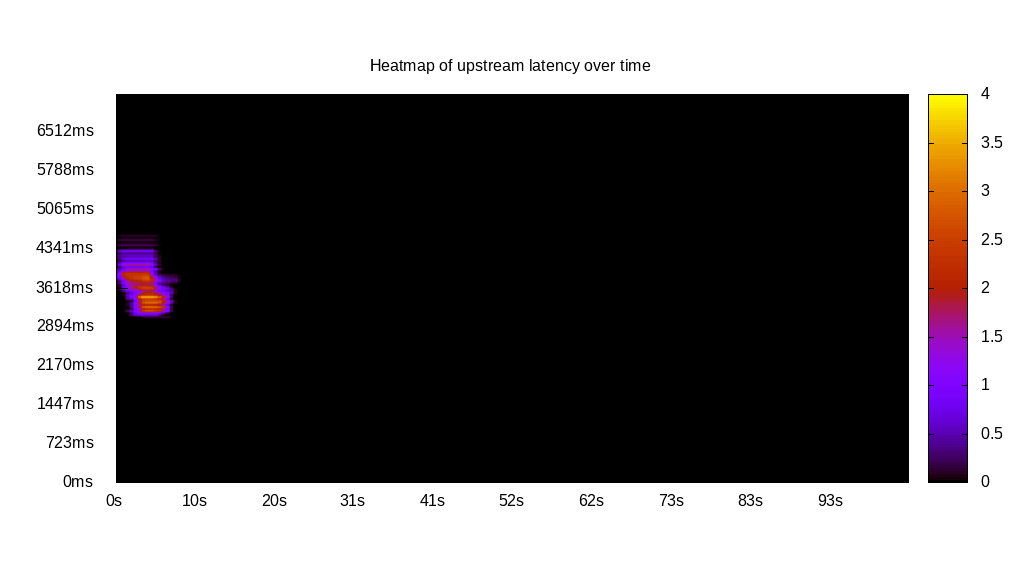 Heatmap of upstream latency over time
6512ms
5788ms
5065ms
4341ms
3618ms
2894ms
2170ms
1447ms
723ms
0ms
0s 10s 20s 31s 41s 52s 62s 73s 83s 93s
4
3.5
3
2.5
2
1.5
1
0.5
0